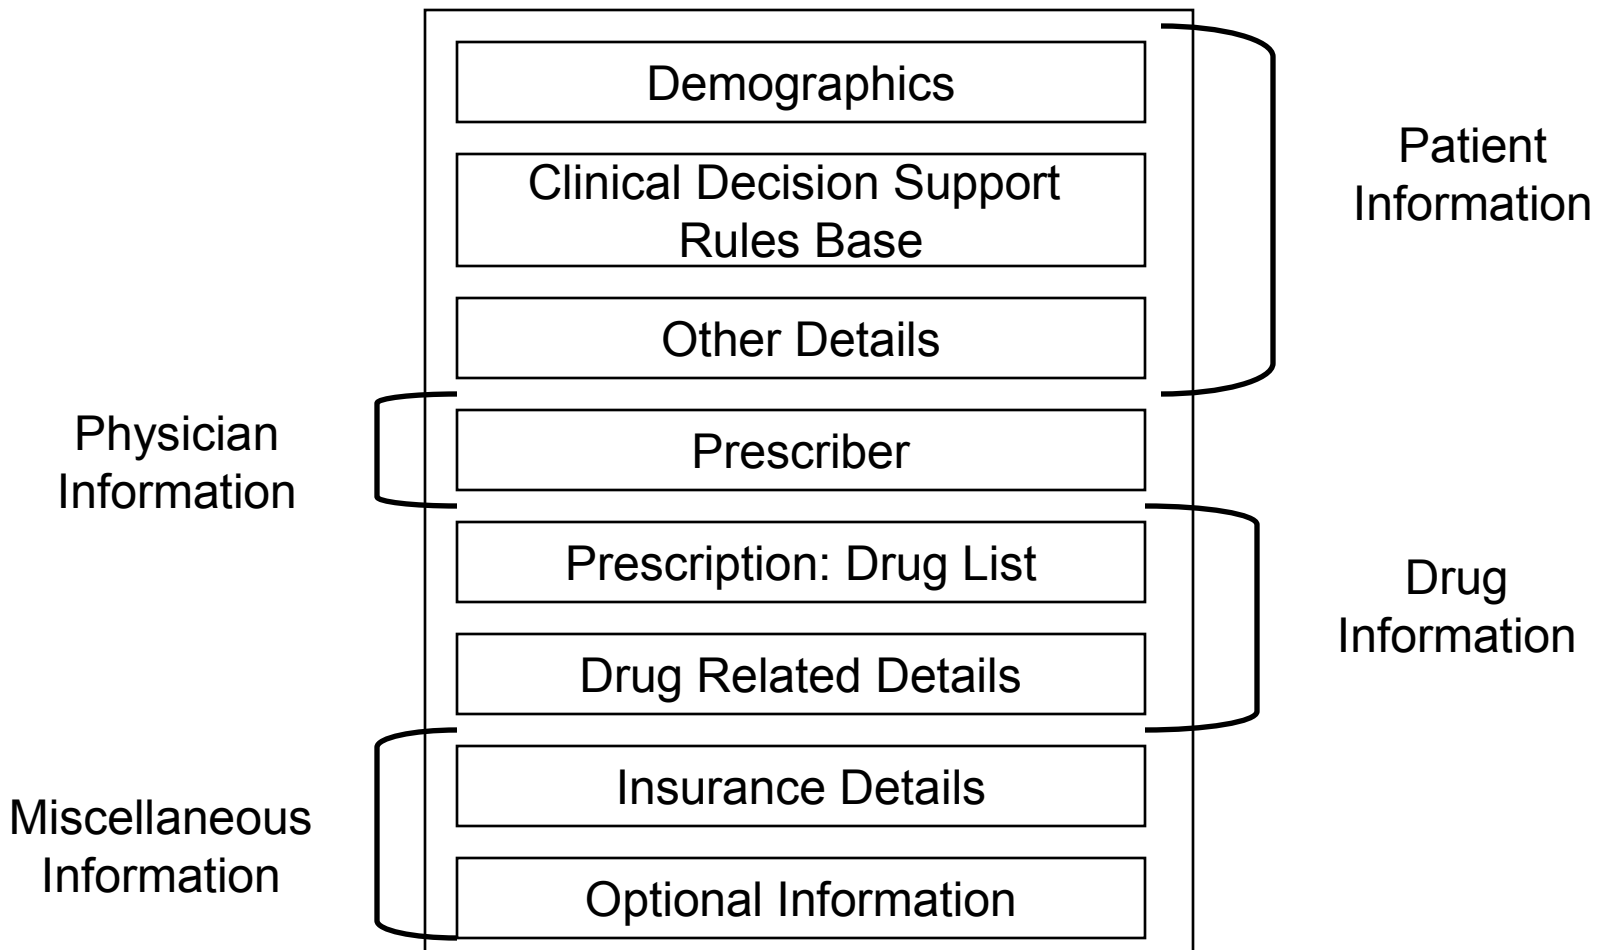 Demographics
Clinical Decision Support
Rules Base
Other Details
Patient
Information
Physician
Information
Prescriber
Prescription: Drug List
Drug Related Details
Drug
Information
Miscellaneous
Information
Insurance Details
Optional Information